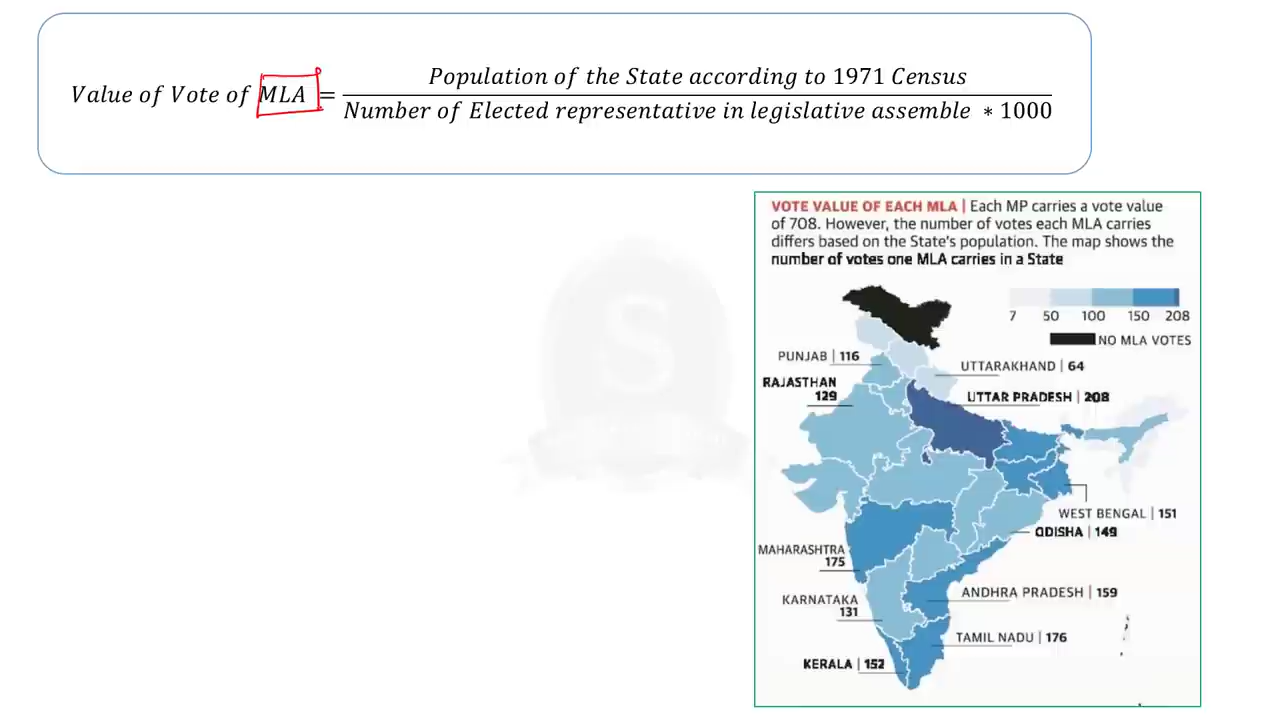 Value of Vote of MLA = Population of the State according to 1971 Census / Number of Elected representative in legislative assemble * 1000
VOTE VALUE OF EACH MLA | Each MP carries a vote value
of 708. However, the number of votes each MLA carries
differs based on the State's population. The map shows the
number of votes one MLA carries in a State
7 50 100 150 208
NO MLA VOTES
PUNJAB | 116
UTTARAKHAND | 64
RAJASTHAN
129
UTTAR PRADESH | 208
WEST BENGAL | 151
ODISHA | 149
MAHARASHTRA
175
ANDHRA PRADESH | 159
KARNATAKA
131
TAMIL NADU | 176
KERALA | 152
S